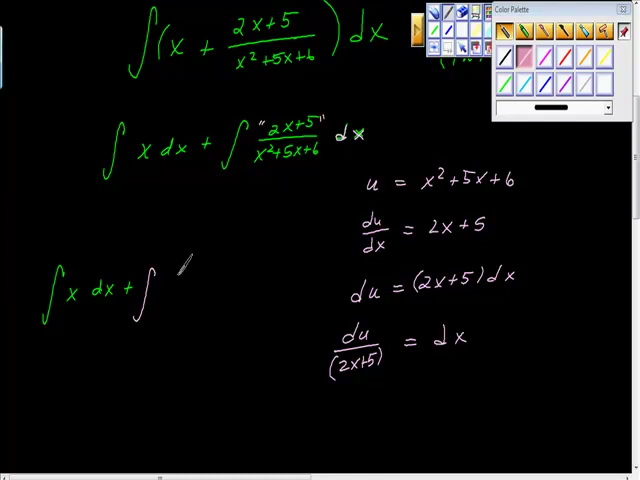 ∫(x + (2x+5)/(x²+5x+6)) dx
∫ x dx + ∫ "2x+5"/(x²+5x+6) dx
u = x²+5x+6
du/dx = 2x+5
du = (2x+5)dx
∫ x dx + ∫
du/(2x+5) = dx
Color Palette